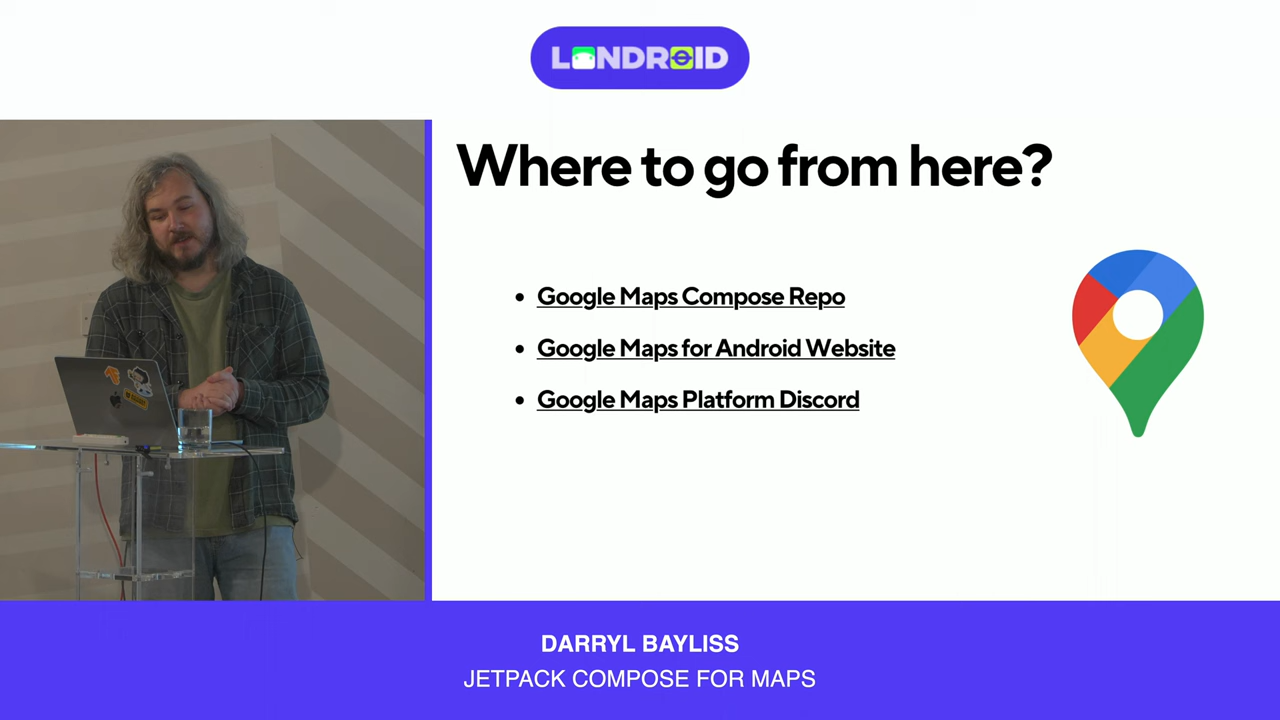 LONDROID
Where to go from here?
• Google Maps Compose Repo
• Google Maps for Android Website
• Google Maps Platform Discord
DARRYL BAYLISS
JETPACK COMPOSE FOR MAPS